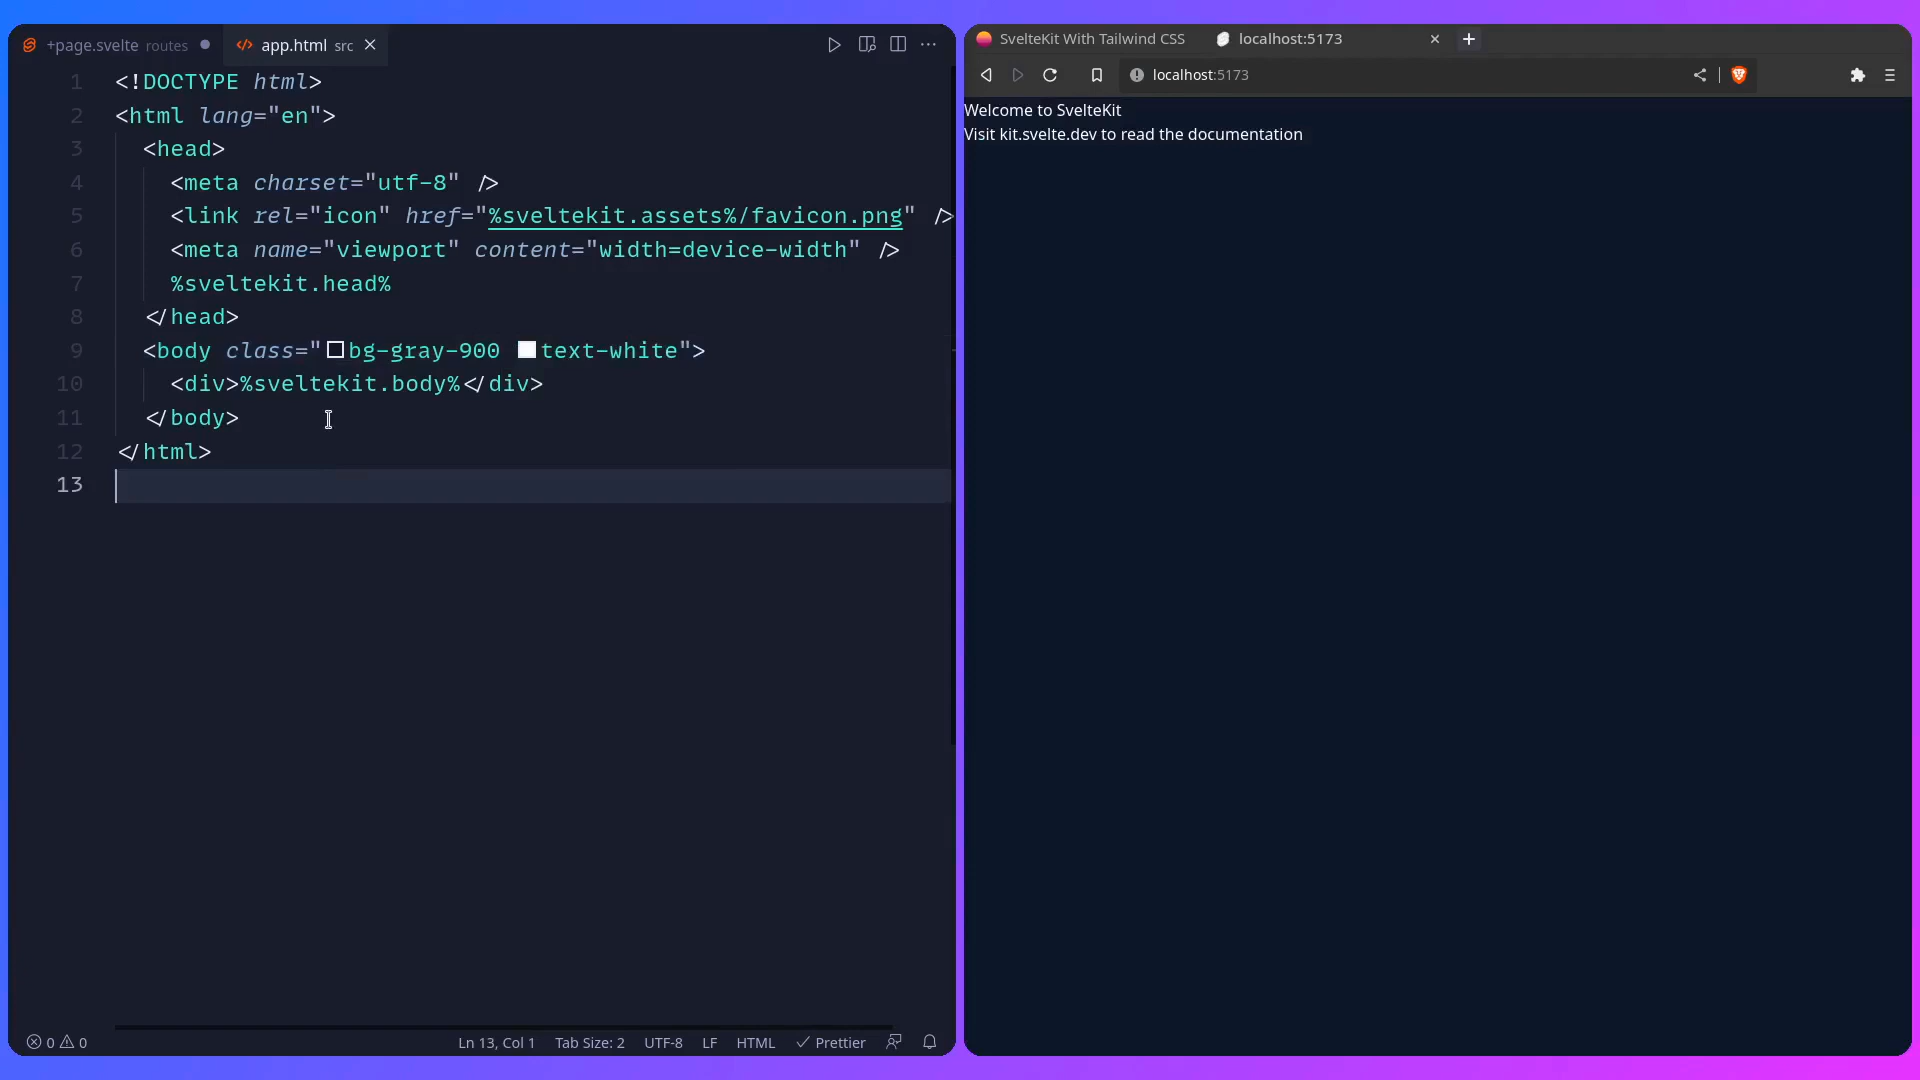 +page.svelte routes
app.html src
1 <!DOCTYPE html>
2 <html lang="en">
3 <head>
4 <meta charset="utf-8" />
5 <link rel="icon" href="%sveltekit.assets%/favicon.png" />
6 <meta name="viewport" content="width=device-width" />
7 %sveltekit.head%
8 </head>
9 <body class="bg-gray-900 text-white">
10 <div>%sveltekit.body%</div>
11 </body>
12 </html>
13
0 0
Ln 13, Col 1
Tab Size: 2
UTF-8
LF
HTML
Prettier
SvelteKit With Tailwind CSS
localhost:5173
localhost:5173
Welcome to SvelteKit
Visit kit.svelte.dev to read the documentation